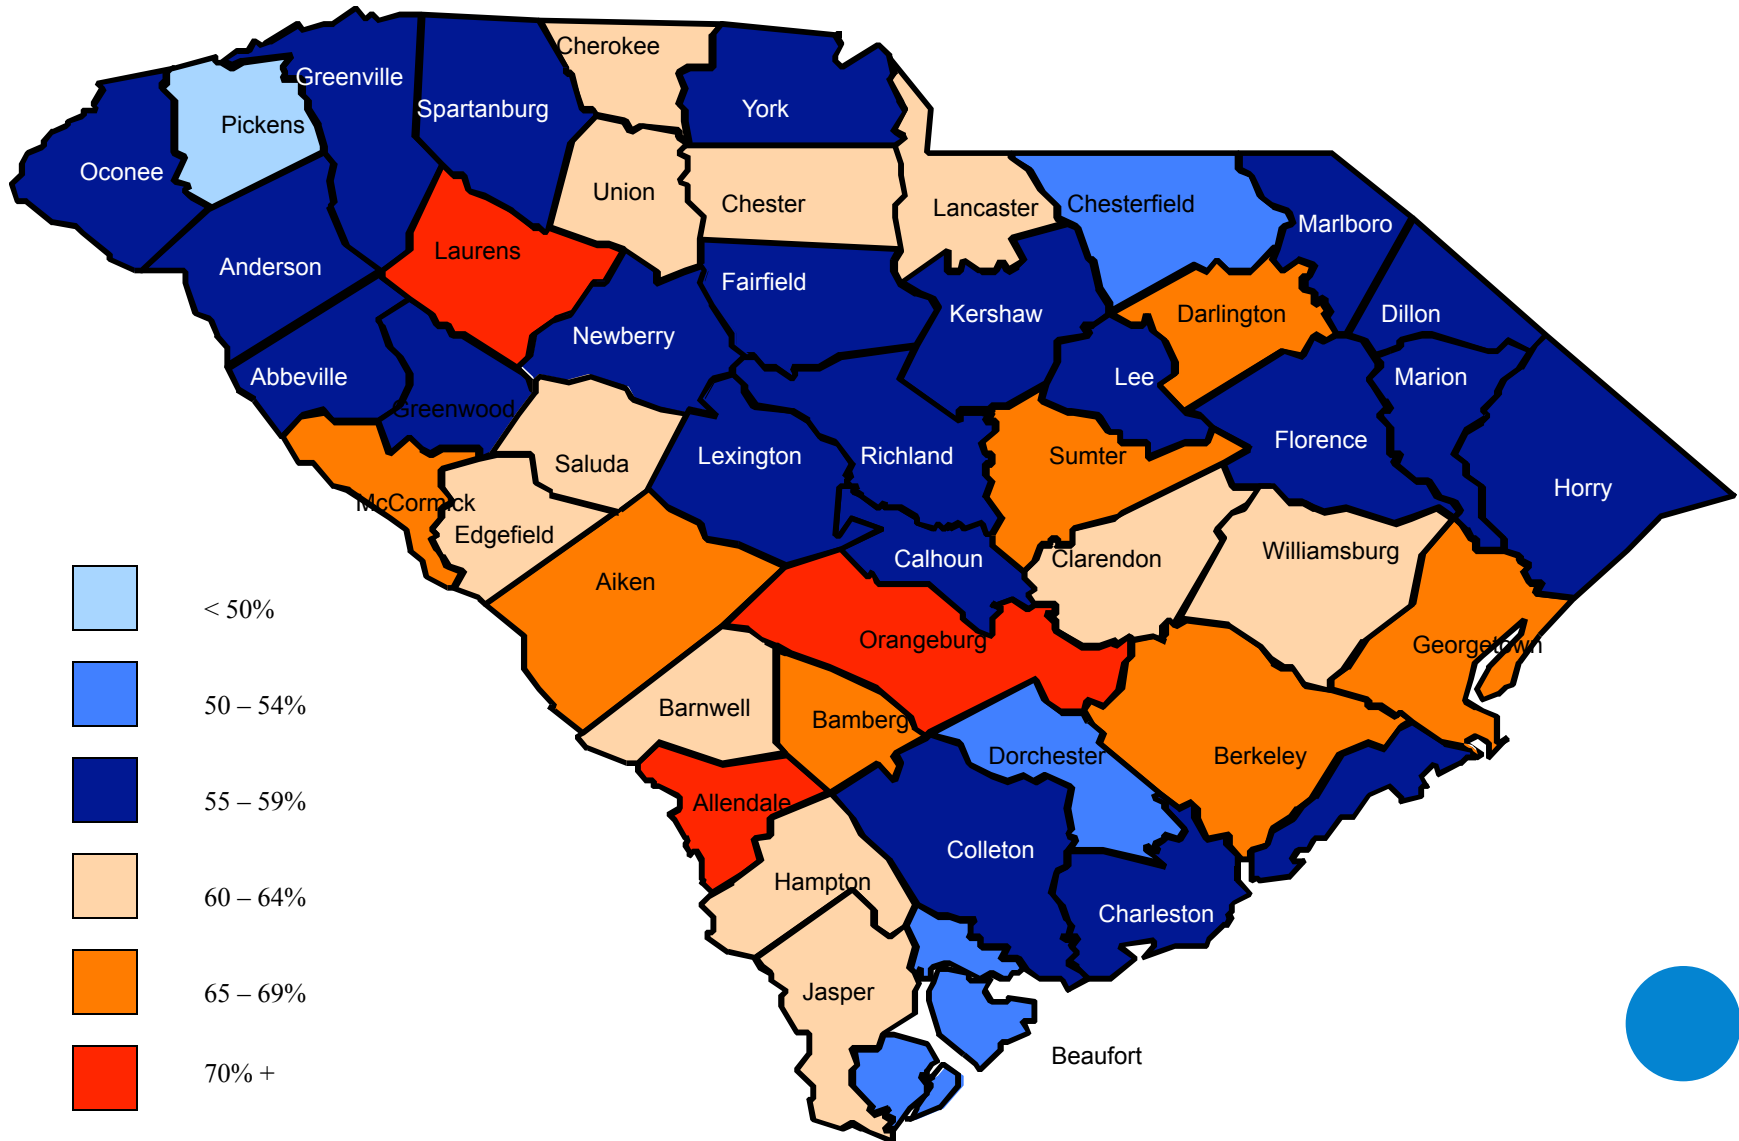 Cherokee
Greenville
Spartanburg
York
Pickens
Oconee
Union
Chester
Lancaster
Chesterfield
Marlboro
Laurens
Anderson
Fairfield
Kershaw
Darlington
Dillon
Newberry
Abbeville
Lee
Marion
Greenwood
Saluda
Lexington
Richland
Sumter
Florence
Horry
McCormick
Edgefield
Calhoun
Clarendon
Williamsburg
Aiken
Orangeburg
Georgetown
Barnwell
Bamberg
Dorchester
Berkeley
Allendale
Colleton
Hampton
Charleston
Jasper
Beaufort
< 50%
50 – 54%
55 – 59%
60 – 64%
65 – 69%
70% +